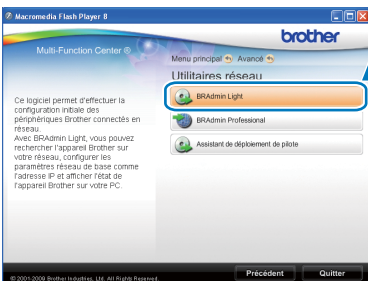 Macromedia Flash Player 8
brother
Multi-Function Center ®
Menu principal Avancé
Utilitaires réseau
BRAdmin Light
BRAdmin Professional
Assistant de déploiement de pilote
Ce logiciel permet d'effectuer la
configuration initiale des
périphériques Brother connectés en
réseau.
Avec BRAdmin Light, vous pouvez
rechercher l'appareil Brother sur
votre réseau, configurer les
paramètres réseau de base comme
l'adresse IP et afficher l'état de
l'appareil Brother sur votre PC.
Précédent Quitter
© 2001-2009 Brother Industries, Ltd. All Rights Reserved.